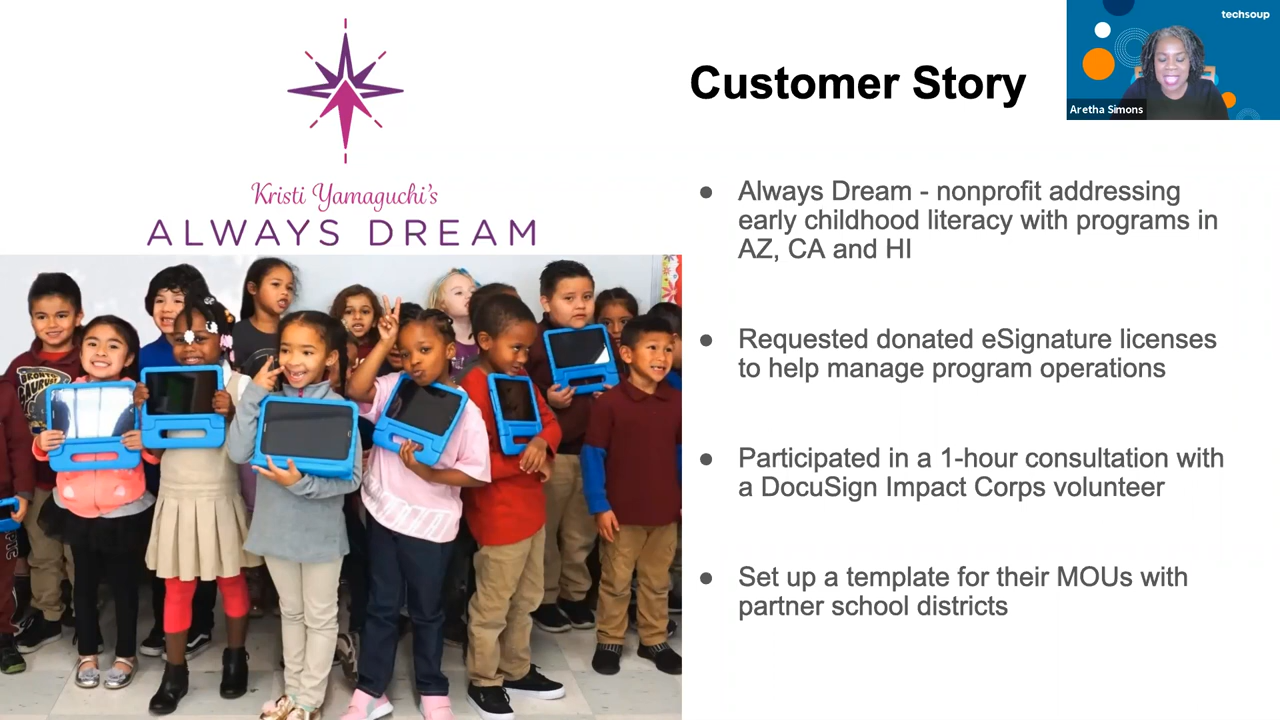 techsoup
Customer Story
Aretha Simons
Kristi Yamaguchi's
ALWAYS DREAM
● Always Dream - nonprofit addressing
early childhood literacy with programs in
AZ, CA and HI
● Requested donated eSignature licenses
to help manage program operations
● Participated in a 1-hour consultation with
a DocuSign Impact Corps volunteer
● Set up a template for their MOUs with
partner school districts